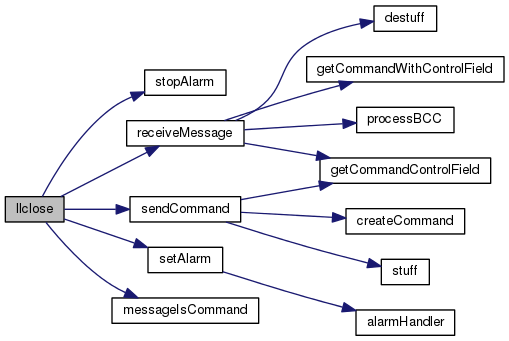 destuff
getCommandWithControlField
stopAlarm
processBCC
receiveMessage
getCommandControlField
llclose
sendCommand
createCommand
setAlarm
stuff
messageIsCommand
alarmHandler